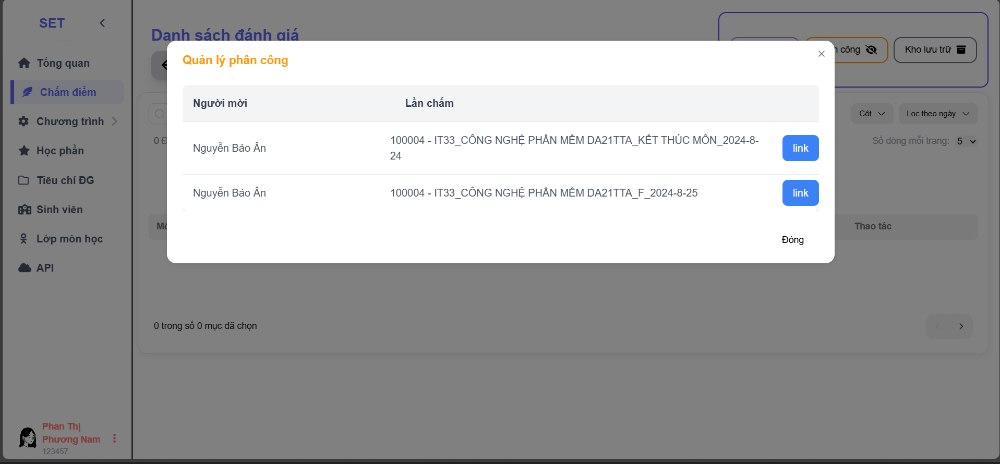 SET
Tổng quan
Chấm điểm
Chương trình
Học phần
Tiêu chí ĐG
Sinh viên
Lớp môn học
API
Phan Thị
Phương Nam
123457
Danh sách đánh giá
công
Kho lưu trữ
Quản lý phân công
Người mời
Lần chấm
Nguyễn Bảo Ân
100004 - IT33_CÔNG NGHỆ PHẦN MỀM DA21TTA_KẾT THÚC MÔN_2024-8-
24
link
Nguyễn Bảo Ân
100004 - IT33_CÔNG NGHỆ PHẦN MỀM DA21TTA_F_2024-8-25
link
Đóng
Cột
Lọc theo ngày
0
Số dòng mỗi trang: 5
Thao tác
0 trong số 0 mục đã chọn